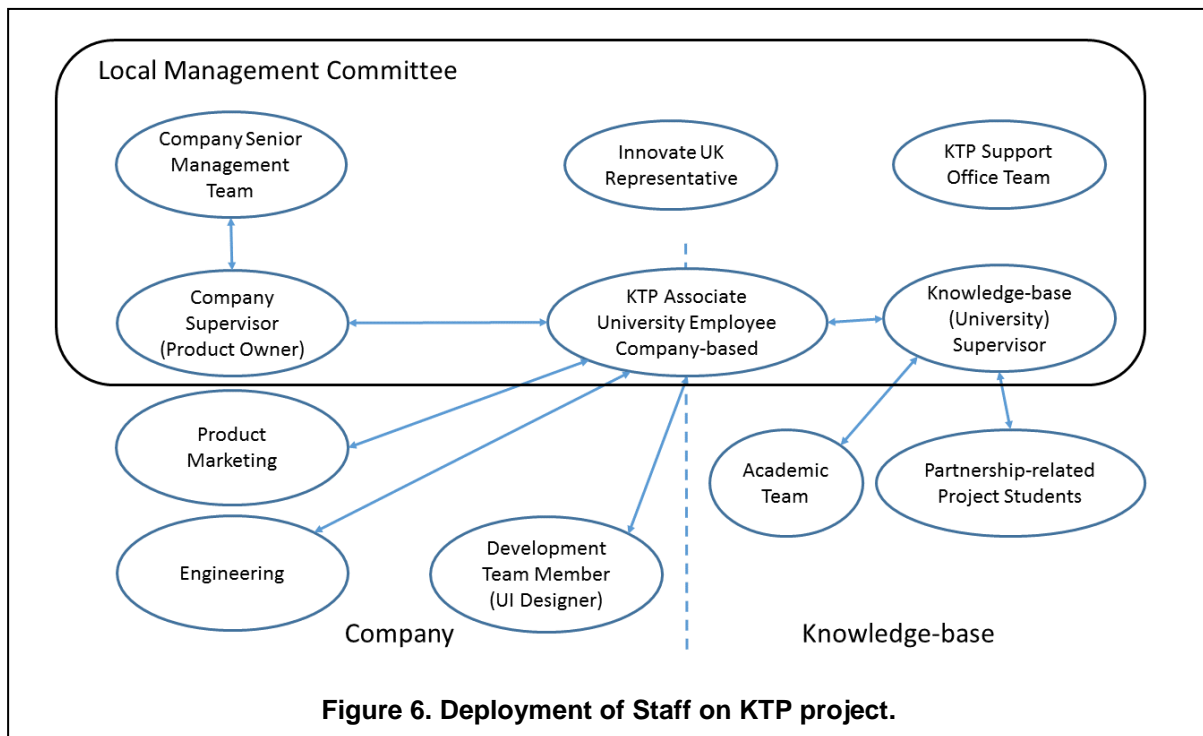 Local Management Committee
Company Senior
Management
Team
Innovate UK
Representative
KTP Support
Office Team
Company
Supervisor
(Product Owner)
KTP Associate
University Employee
Company-based
Knowledge-base
(University)
Supervisor
Product
Marketing
Academic
Team
Partnership-related
Project Students
Engineering
Development
Team Member
(UI Designer)
Company
Knowledge-base
Figure 6. Deployment of Staff on KTP project.